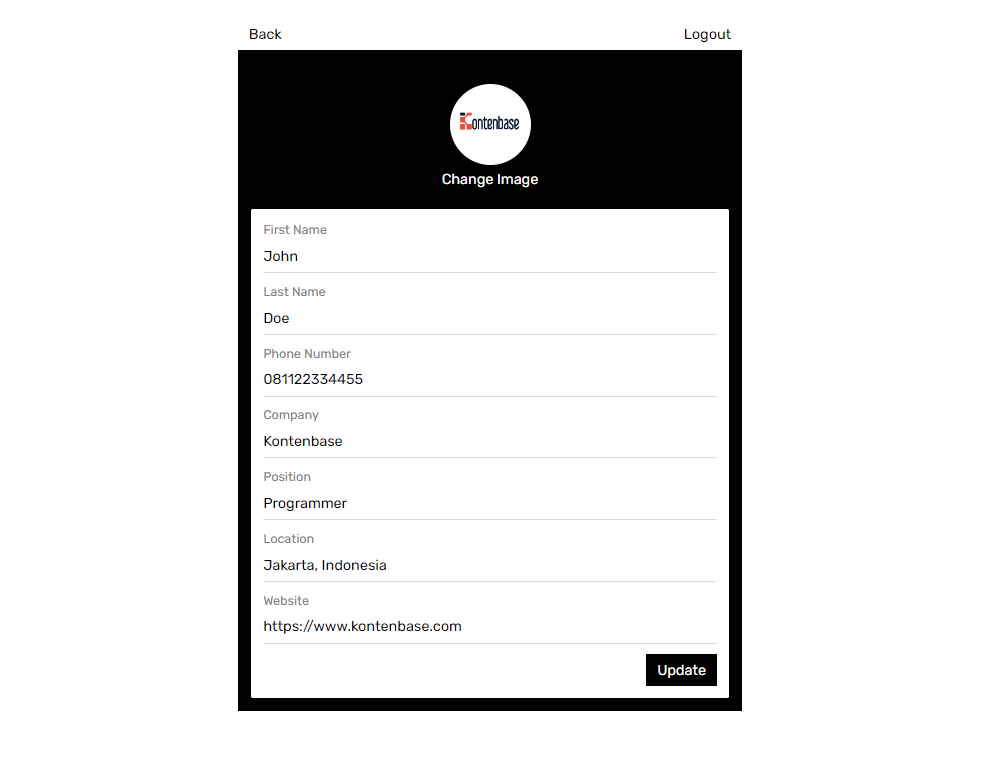 Back
Logout
Kontenbase
Change Image
First Name
John
Last Name
Doe
Phone Number
081122334455
Company
Kontenbase
Position
Programmer
Location
Jakarta, Indonesia
Website
https://www.kontenbase.com
Update